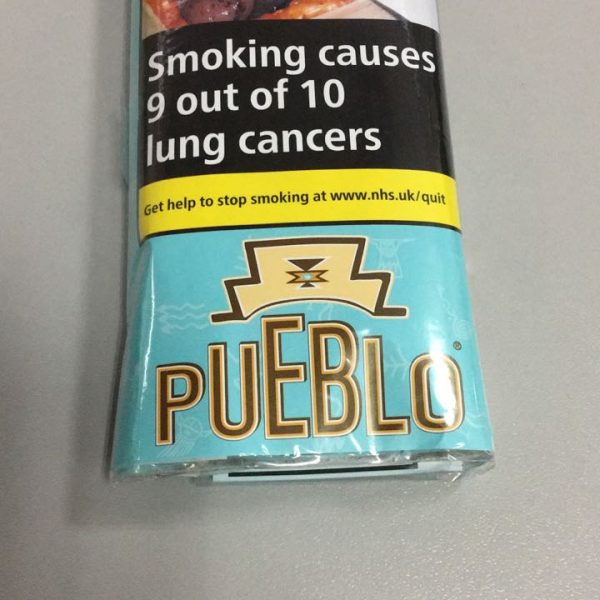 Smoking causes
9 out of 10
lung cancers
Get help to stop smoking at www.nhs.uk/quit
PUEBLO®